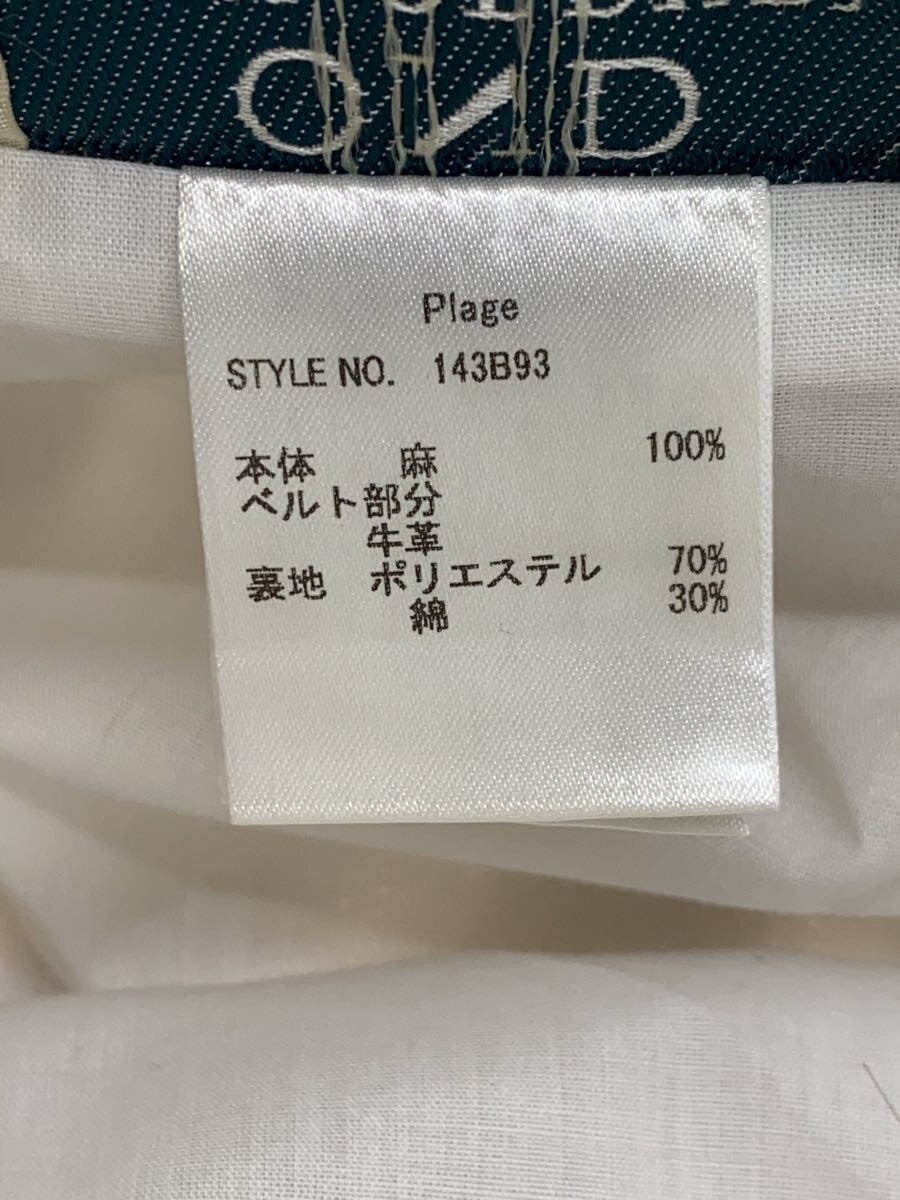 OND
Plage
STYLE NO. 143B93
本体 麻 100%
ベルト部分
牛革
裏地 ポリエステル 70%
綿 30%